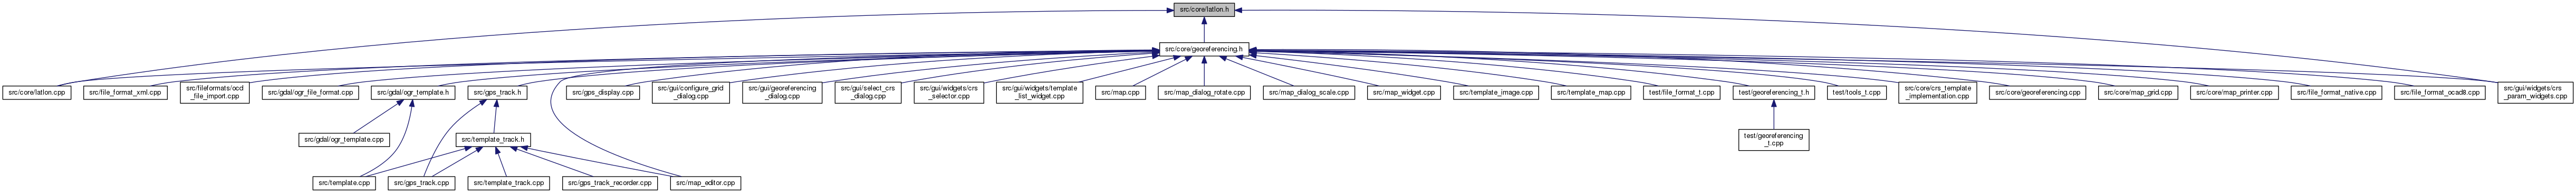 src/core/latlon.h
src/core/georeferencing.h
src/core/latlon.cpp
src/file_format_xml.cpp
src/fileformats/ocd
_file_import.cpp
src/gdal/ogr_file_format.cpp
src/gdal/ogr_template.h
src/gps_track.h
src/gps_display.cpp
src/gui/configure_grid
_dialog.cpp
src/gui/georeferencing
_dialog.cpp
src/gui/select_crs
_dialog.cpp
src/gui/widgets/crs
_selector.cpp
src/gui/widgets/template
_list_widget.cpp
src/map.cpp
src/map_dialog_rotate.cpp
src/map_dialog_scale.cpp
src/map_widget.cpp
src/template_image.cpp
src/template_map.cpp
test/file_format_t.cpp
test/georeferencing_t.h
test/tools_t.cpp
src/core/crs_template
_implementation.cpp
src/core/georeferencing.cpp
src/core/map_grid.cpp
src/core/map_printer.cpp
src/file_format_native.cpp
src/file_format_ocad8.cpp
src/gui/widgets/crs
_param_widgets.cpp
src/gdal/ogr_template.cpp
src/template_track.h
test/georeferencing
_t.cpp
src/template.cpp
src/gps_track.cpp
src/template_track.cpp
src/gps_track_recorder.cpp
src/map_editor.cpp